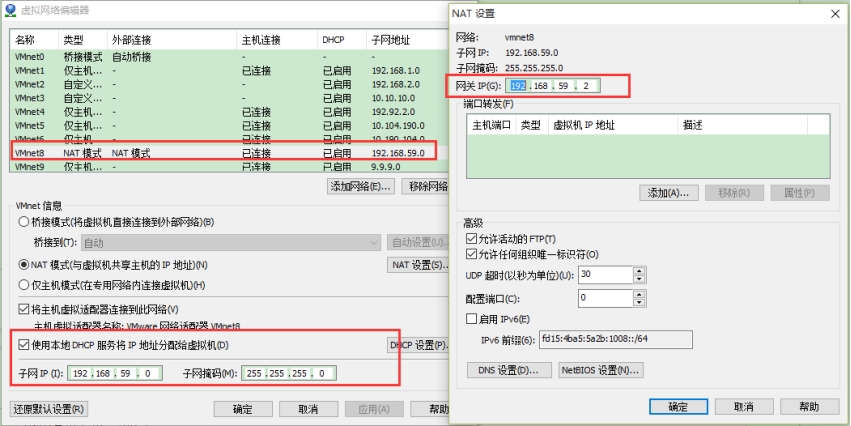 虚拟网络编辑器
名称 类型 外部连接 主机连接 DHCP 子网地址
VMnet0 桥接模式 自动桥接 - - -
VMnet1 仅主机... - 已连接 已启用 192.168.1.0
VMnet2 自定义... - - 已启用 192.168.2.0
VMnet3 自定义... - - 已启用 10.10.10.0
VMnet4 仅主机... - 已连接 已启用 192.92.2.0
VMnet5 仅主机... - 已连接 已启用 10.104.190.0
VMnet6 仅主机... - 已连接 已启用 10.190.104.0
VMnet8 NAT 模式 NAT 模式 已连接 已启用 192.168.59.0
VMnet9 仅主机... - 已连接 已启用 9.9.9.0
添加网络(E)... 移除网络
VMnet 信息
桥接模式(将虚拟机直接连接到外部网络)(B)
桥接到(T): 自动 自动设置(U)...
NAT 模式(与虚拟机共享主机的 IP 地址)(N) NAT 设置(S)...
仅主机模式(在专用网络内连接虚拟机)(H)
将主机虚拟适配器连接到此网络(V)
主机虚拟适配器名称: VMware 网络适配器 VMnet8
使用本地 DHCP 服务将 IP 地址分配给虚拟机(D) DHCP 设置(P)...
子网 IP (I): 192 . 168 . 59 . 0 子网掩码(M): 255 . 255 . 255 . 0
还原默认设置(R) 确定 取消 应用(A) 帮助
NAT 设置
网络: vmnet8
子网 IP: 192.168.59.0
子网掩码: 255.255.255.0
网关 IP(G): 192 . 168 . 59 . 2
端口转发(F)
主机端口 类型 虚拟机 IP 地址 描述
添加(A)... 移除(R) 属性(P)
高级
允许活动的 FTP(T)
允许任何组织唯一标识符(O)
UDP 超时(以秒为单位)(U): 30
配置端口(C): 0
启用 IPv6(E)
IPv6 前缀(6): fd15:4ba5:5a2b:1008::/64
DNS 设置(D)... NetBIOS 设置(N)...
确定 取消 帮助